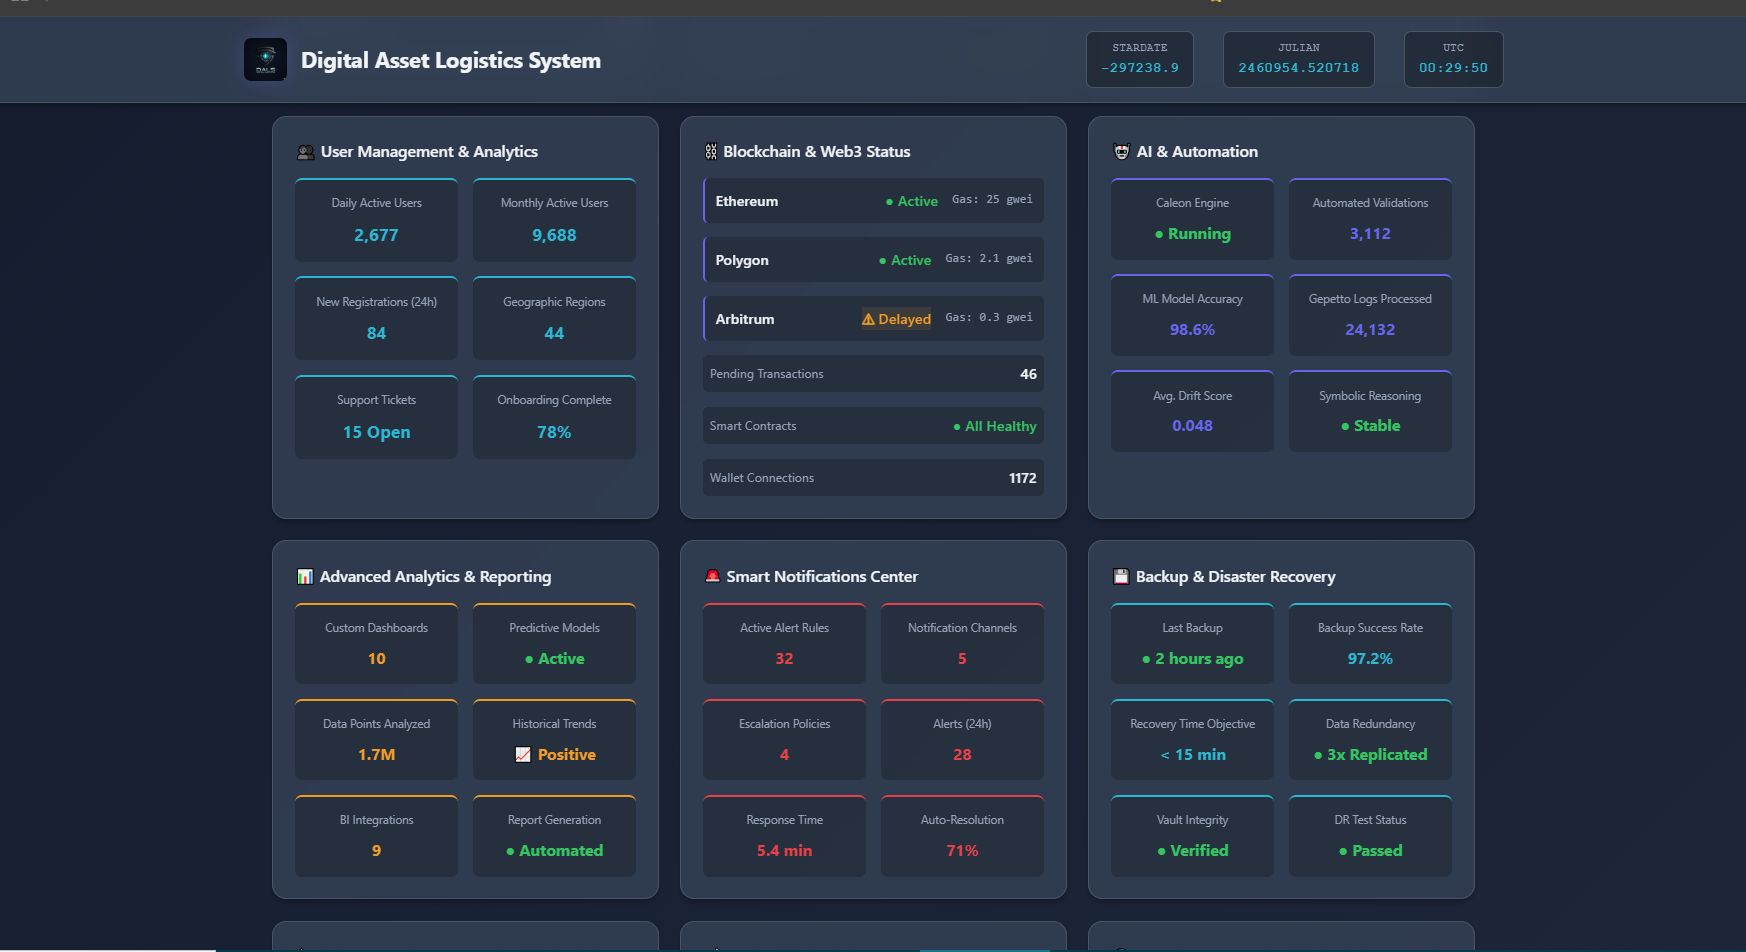 DALS
Digital Asset Logistics System
STARDATE
-297238.9
JULIAN
2460954.520718
UTC
00:29:50
User Management & Analytics
Daily Active Users
2,677
Monthly Active Users
9,688
New Registrations (24h)
84
Geographic Regions
44
Support Tickets
15 Open
Onboarding Complete
78%
Blockchain & Web3 Status
Ethereum ● Active Gas: 25 gwei
Polygon ● Active Gas: 2.1 gwei
Arbitrum ⚠ Delayed Gas: 0.3 gwei
Pending Transactions 46
Smart Contracts ● All Healthy
Wallet Connections 1172
AI & Automation
Caleon Engine
● Running
Automated Validations
3,112
ML Model Accuracy
98.6%
Gepetto Logs Processed
24,132
Avg. Drift Score
0.048
Symbolic Reasoning
● Stable
Advanced Analytics & Reporting
Custom Dashboards
10
Predictive Models
● Active
Data Points Analyzed
1.7M
Historical Trends
📈 Positive
BI Integrations
9
Report Generation
● Automated
Smart Notifications Center
Active Alert Rules
32
Notification Channels
5
Escalation Policies
4
Alerts (24h)
28
Response Time
5.4 min
Auto-Resolution
71%
Backup & Disaster Recovery
Last Backup
● 2 hours ago
Backup Success Rate
97.2%
Recovery Time Objective
< 15 min
Data Redundancy
● 3x Replicated
Vault Integrity
● Verified
DR Test Status
● Passed